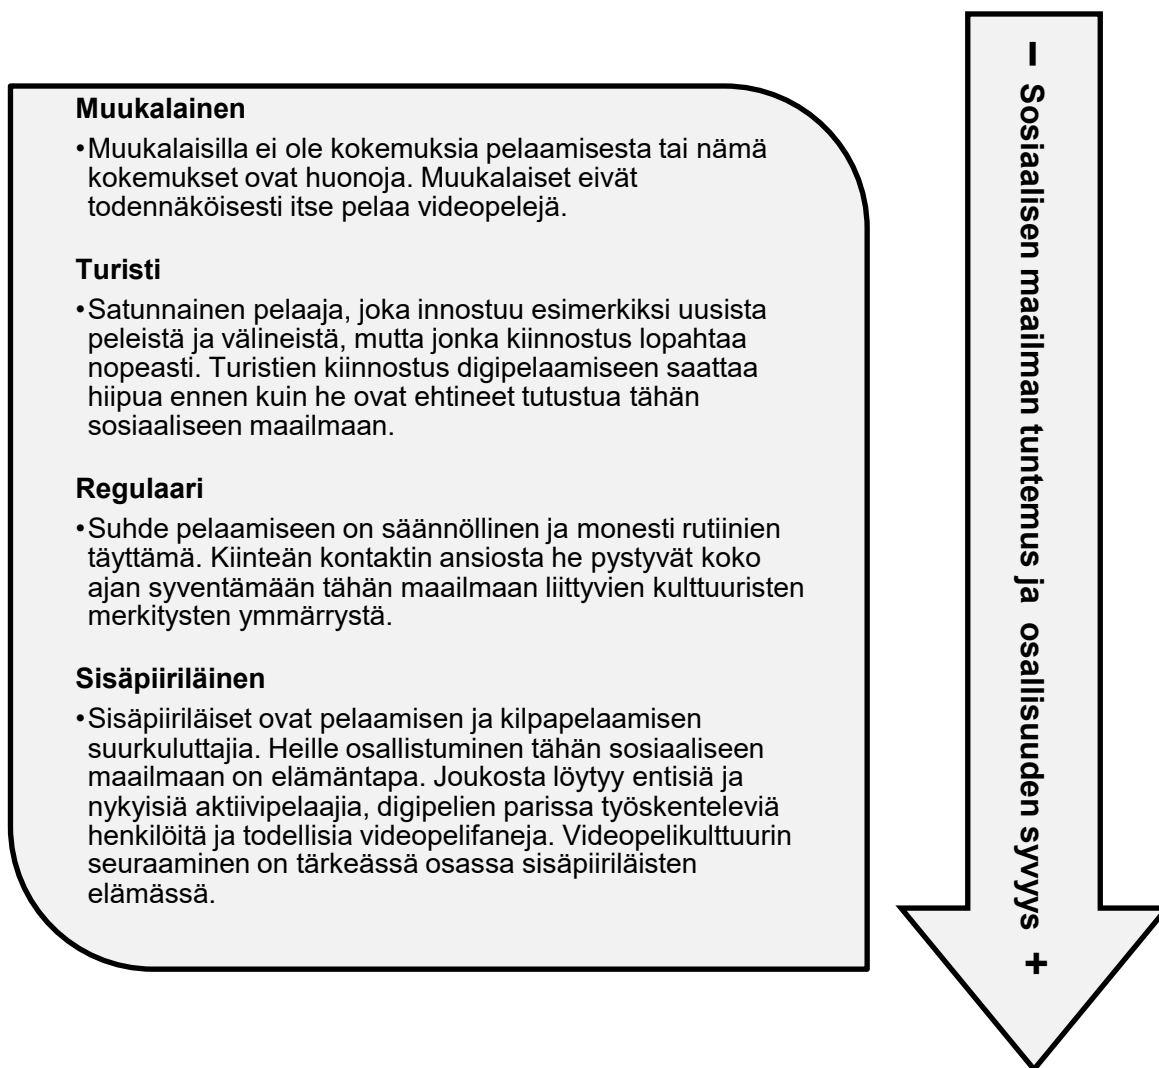 Muukalainen
•Muukalaisilla ei ole kokemuksia pelaamisesta tai nämä
kokemukset ovat huonoja. Muukalaiset eivät
todennäköisesti itse pelaa videopelejä.
Turisti
•Satunnainen pelaaja, joka innostuu esimerkiksi uusista
peleistä ja välineistä, mutta jonka kiinnostus lopahtaa
nopeasti. Turistien kiinnostus digipelaamiseen saattaa
hiipua ennen kuin he ovat ehtineet tutustua tähän
sosiaaliseen maailmaan.
Regulaari
•Suhde pelaamiseen on säännöllinen ja monesti rutiinien
täyttämä. Kiinteän kontaktin ansiosta he pystyvät koko
ajan syventämään tähän maailmaan liittyvien kulttuuristen
merkitysten ymmärrystä.
Sisäpiiriläinen
•Sisäpiiriläiset ovat pelaamisen ja kilpapelaamisen
suurkuluttajia. Heille osallistuminen tähän sosiaaliseen
maailmaan on elämäntapa. Joukosta löytyy entisiä ja
nykyisiä aktiivipelaajia, digipelien parissa työskenteleviä
henkilöitä ja todellisia videopelifaneja. Videopelikulttuurin
seuraaminen on tärkeässä osassa sisäpiiriläisten
elämässä.
– Sosiaalisen maailman tuntemus ja osallisuuden syvyys +